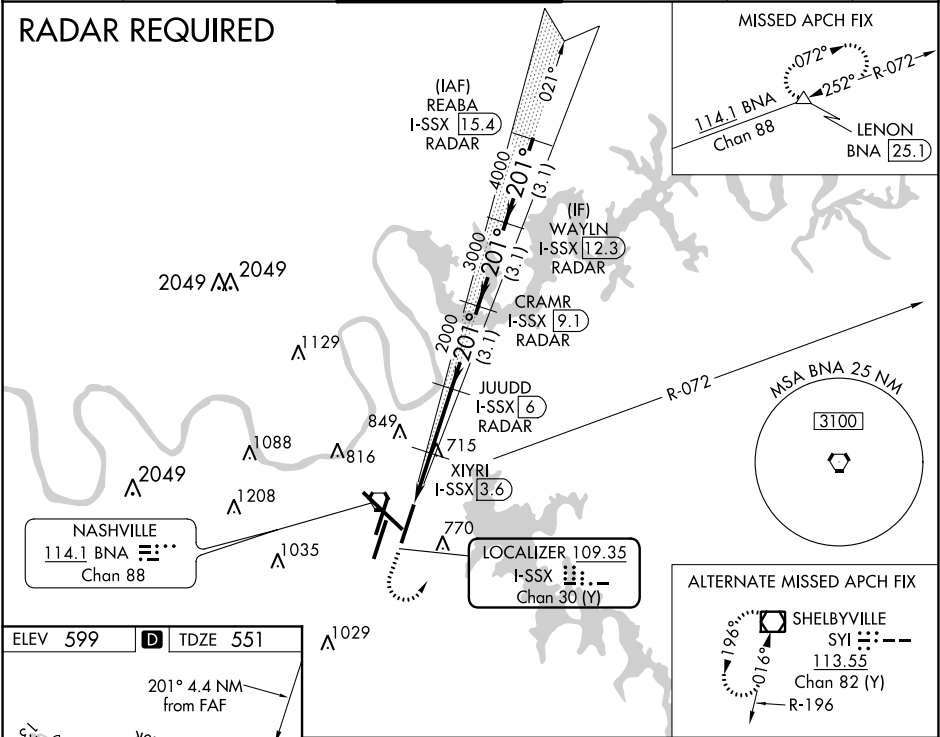 RADAR REQUIRED
(IAF)
REABA
I-SSX 15.4
RADAR
021°
4000
201°
(3.1)
(IF)
WAYLN
I-SSX 12.3
RADAR
3000
201°
(3.1)
CRAMR
I-SSX 9.1
RADAR
2000
201°
(3.1)
JUUDD
I-SSX 6
RADAR
XIYRI
I-SSX 3.6
R-072
MISSED APCH FIX
072°
252°
R-072
114.1 BNA
Chan 88
LENON
BNA 25.1
2049
2049
1129
849
715
1088
816
2049
1208
1035
770
1029
MSA BNA 25 NM
3100
NASHVILLE
114.1 BNA
Chan 88
LOCALIZER 109.35
I-SSX
Chan 30 (Y)
ALTERNATE MISSED APCH FIX
SHELBYVILLE
SYI
113.55
Chan 82 (Y)
196°
016°
R-196
ELEV 599 D TDZE 551
201° 4.4 NM
from FAF